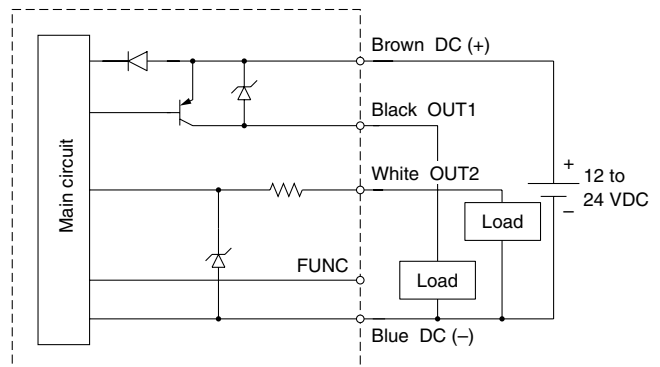 Main circuit
Brown DC (+)
Black OUT1
White OUT2
FUNC
Blue DC (–)
Load
Load
+
12 to
24 VDC
–